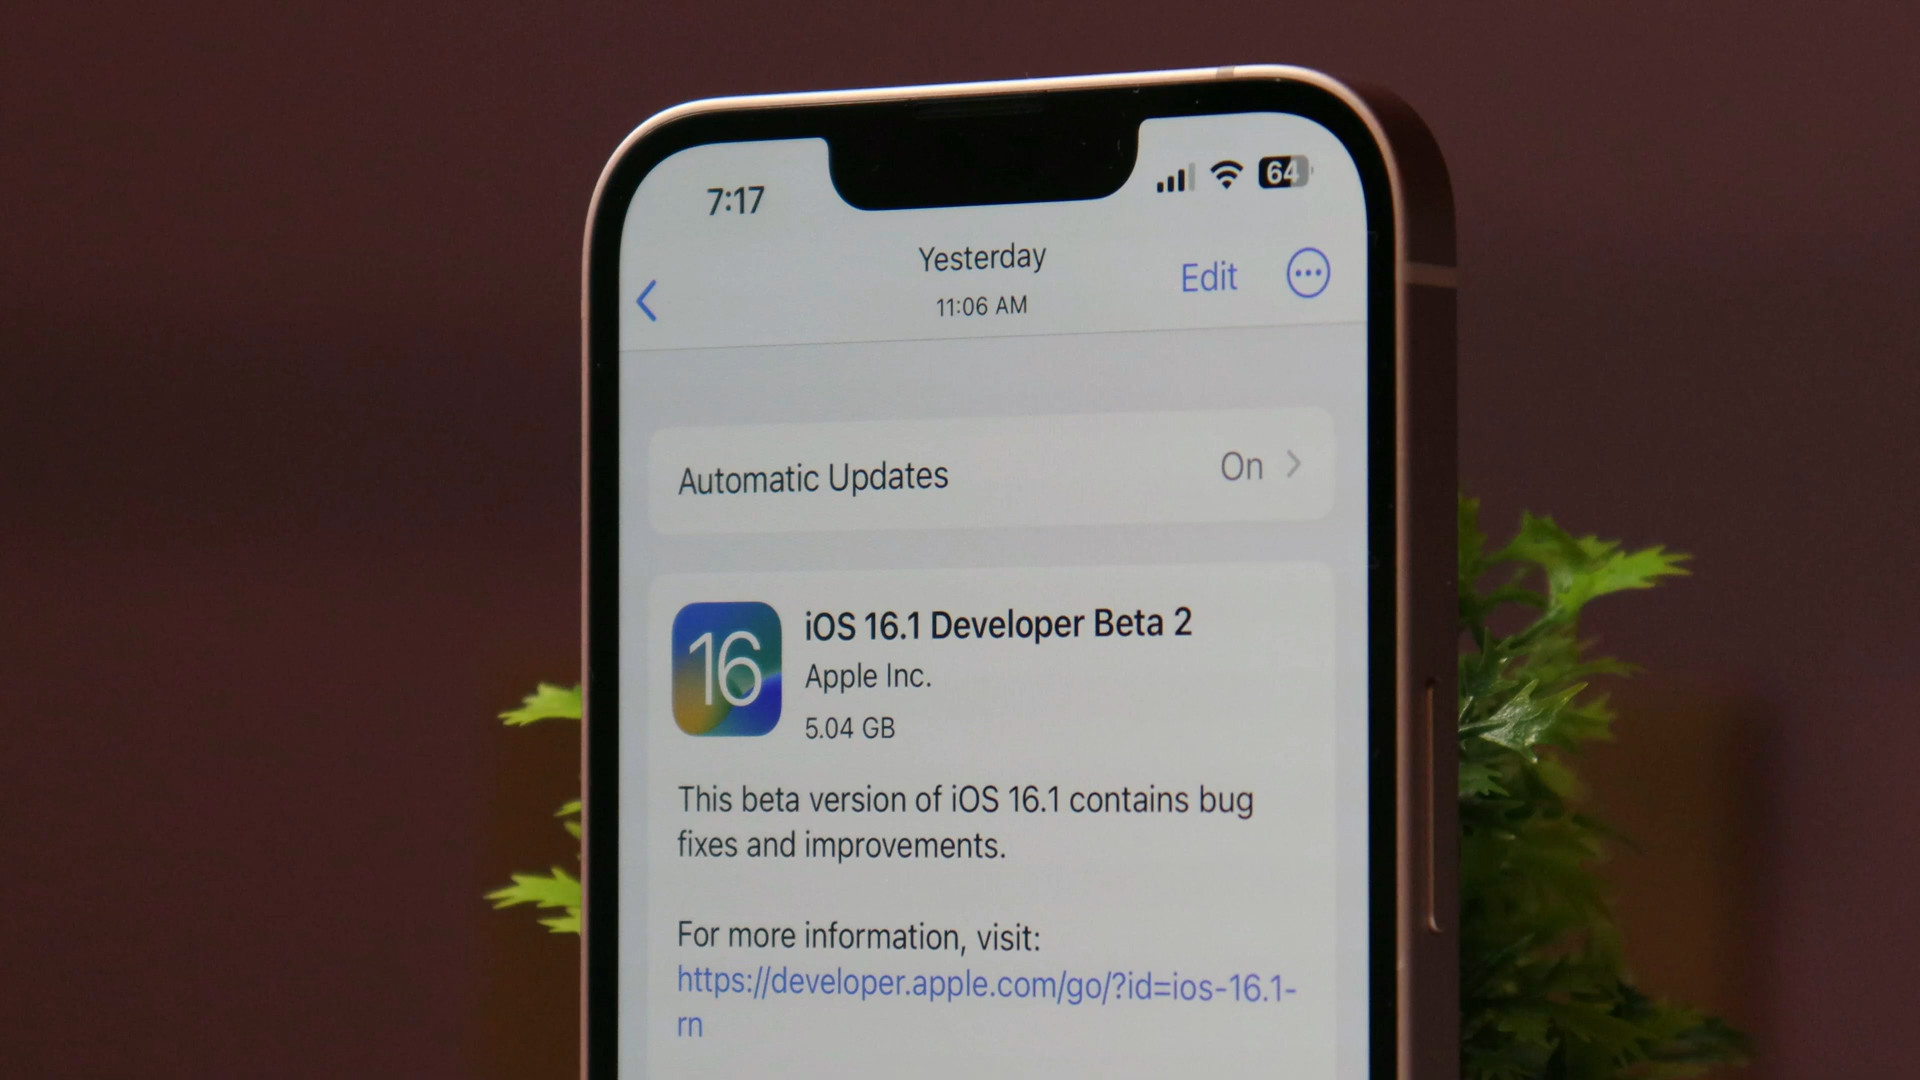 7:17
64
Yesterday
11:06 AM
Edit
Automatic Updates On
16
iOS 16.1 Developer Beta 2
Apple Inc.
5.04 GB
This beta version of iOS 16.1 contains bug
fixes and improvements.
For more information, visit:
https://developer.apple.com/go/?id=ios-16.1-
rn